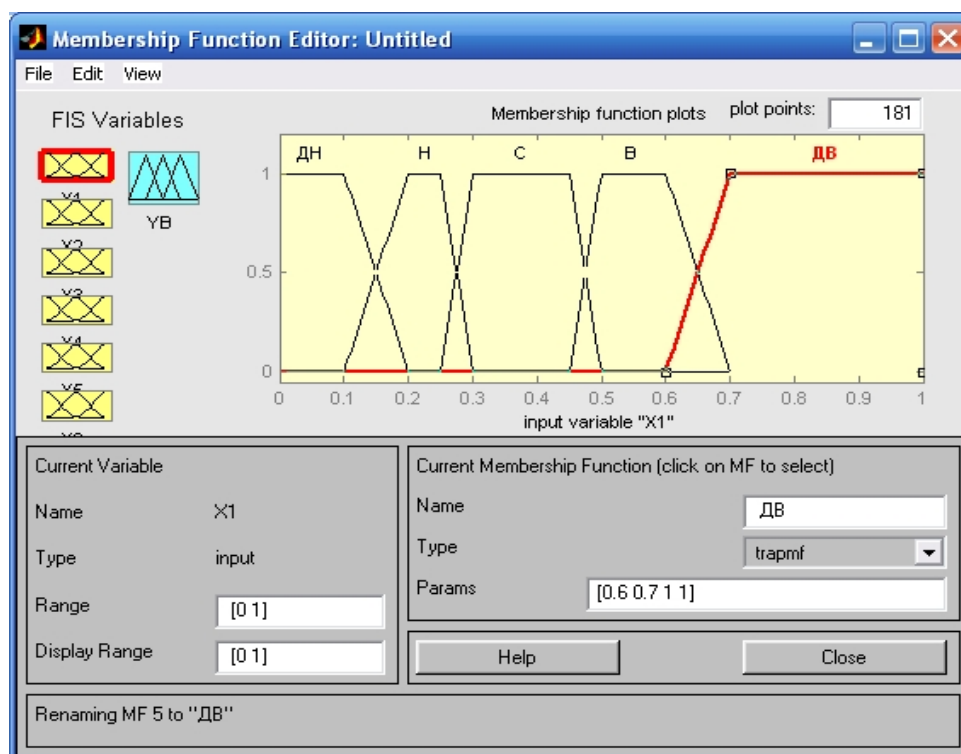 Membership Function Editor: Untitled
File Edit View
FIS Variables
Membership function plots plot points: 181
X1
X2
X3
X4
X5
YB
ДН Н С В ДВ
1
0.5
0
0 0.1 0.2 0.3 0.4 0.5 0.6 0.7 0.8 0.9 1
input variable "X1"
Current Variable
Name X1
Type input
Range [0 1]
Display Range [0 1]
Current Membership Function (click on MF to select)
Name ДВ
Type trapmf
Params [0.6 0.7 1 1]
Help Close
Renaming MF 5 to "ДВ"